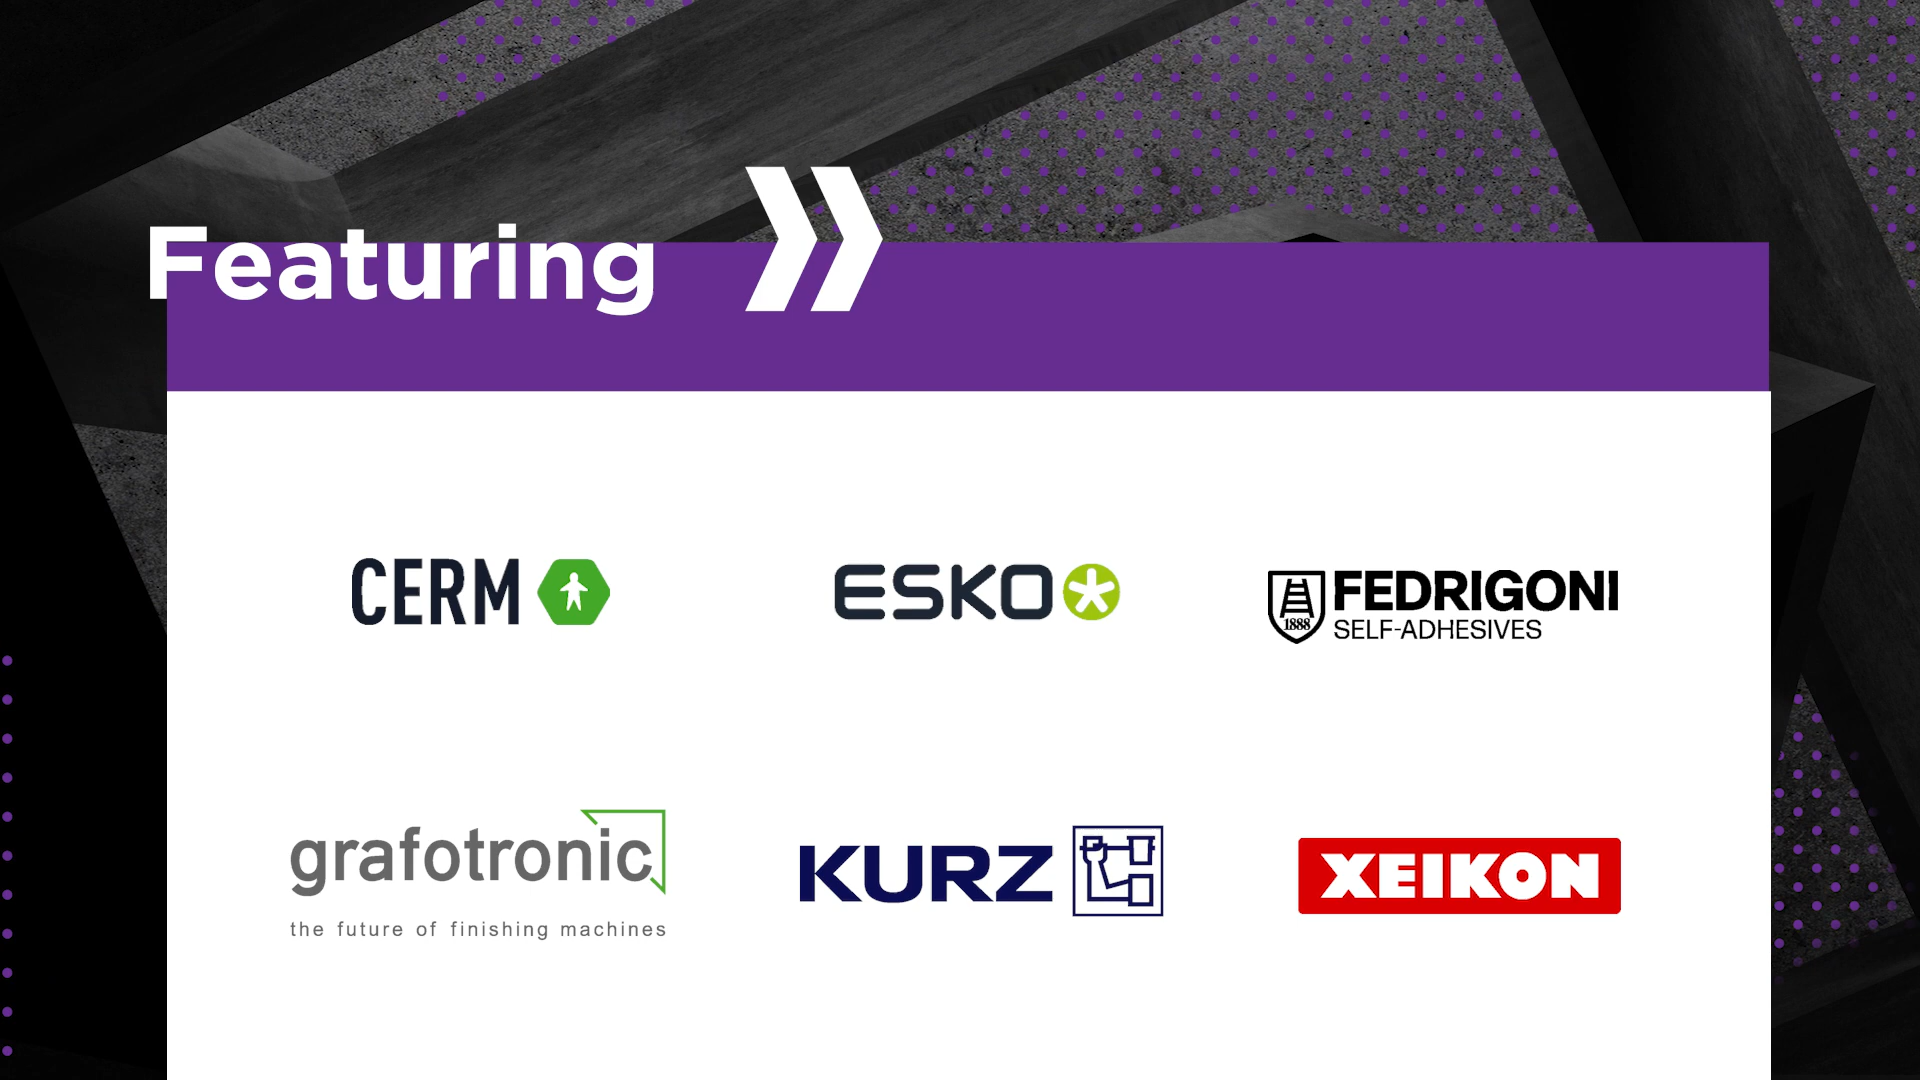 Featuring
CERM
ESKO
FEDRIGONI
SELF-ADHESIVES
1888
grafotronic
the future of finishing machines
KURZ
XEIKON